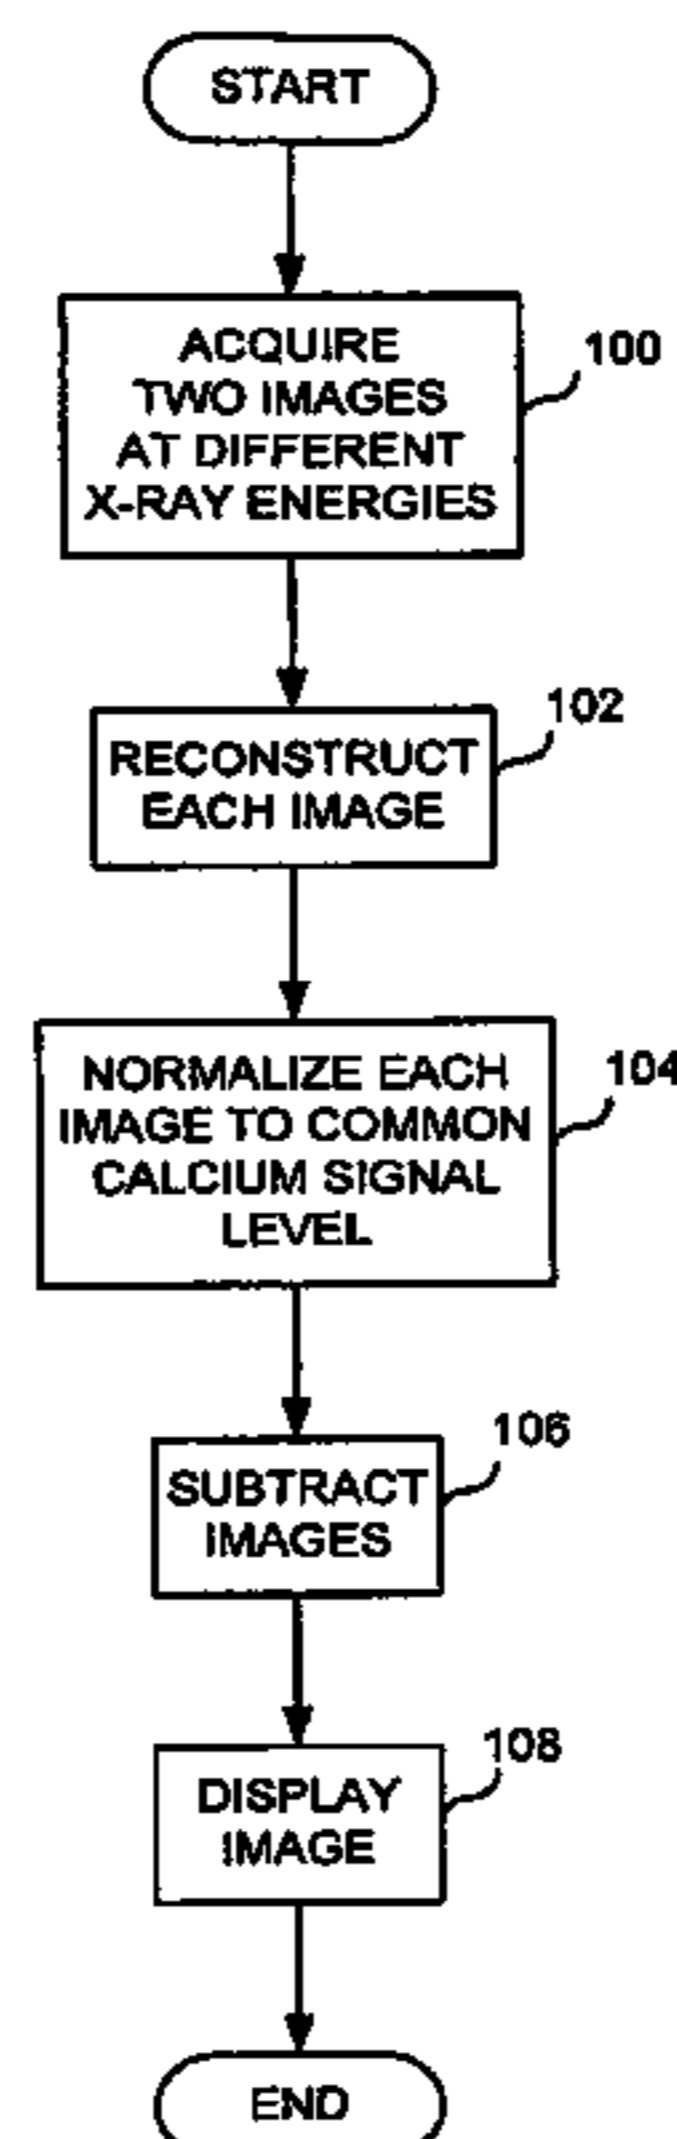 START
ACQUIRE
TWO IMAGES
AT DIFFERENT
X-RAY ENERGIES
100
RECONSTRUCT
EACH IMAGE
102
NORMALIZE EACH
IMAGE TO COMMON
CALCIUM SIGNAL
LEVEL
104
SUBTRACT
IMAGES
106
DISPLAY
IMAGE
108
END